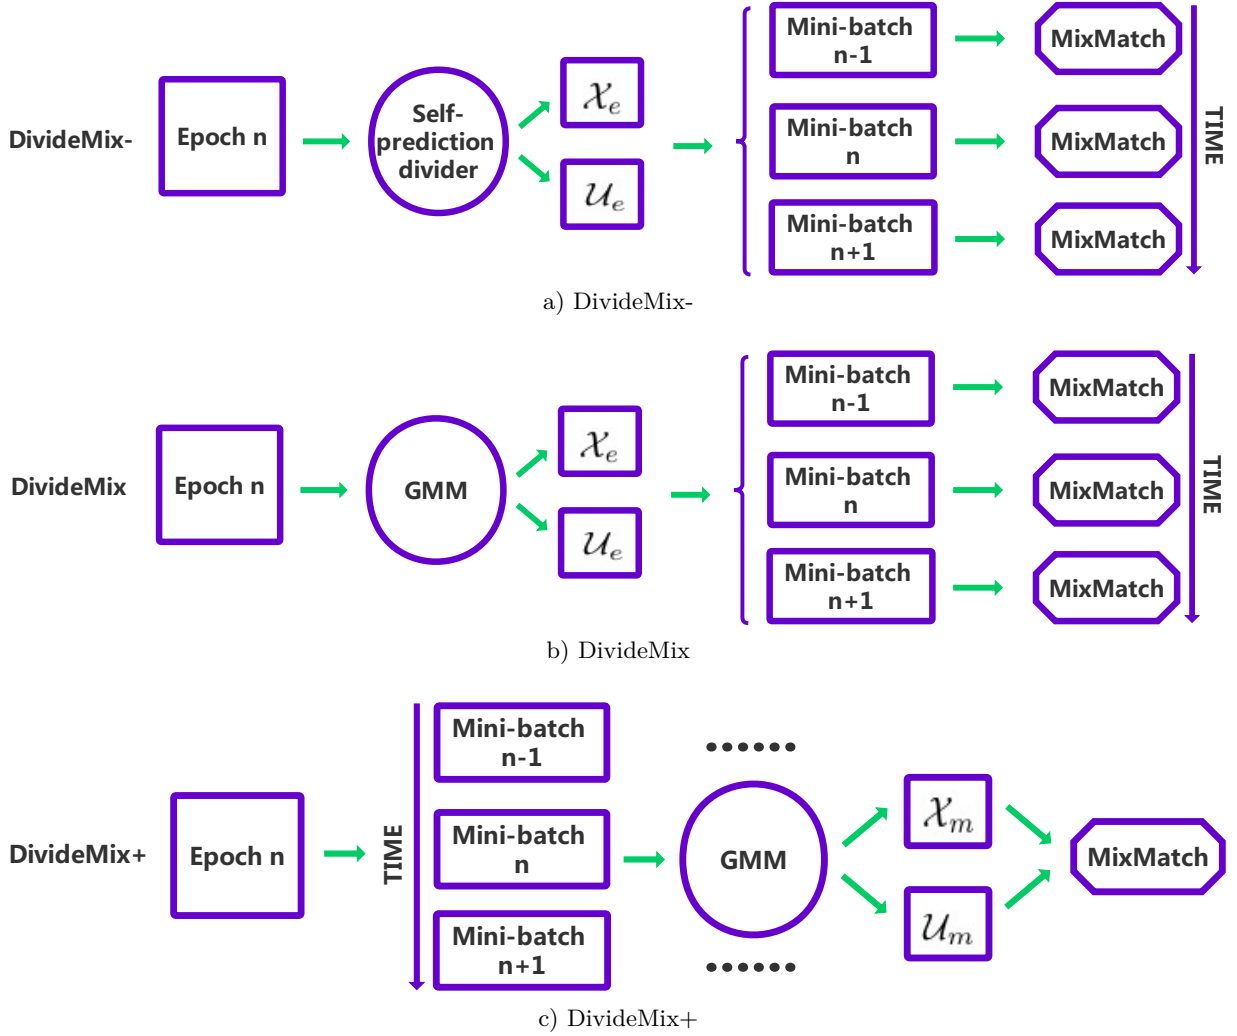 DivideMix-
Epoch n
Self-
prediction
divider
𝒳e
𝒰e
Mini-batch
n-1
MixMatch
Mini-batch
n
MixMatch
Mini-batch
n+1
MixMatch
TIME
a) DivideMix-
DivideMix
Epoch n
GMM
𝒳e
𝒰e
Mini-batch
n-1
MixMatch
Mini-batch
n
MixMatch
Mini-batch
n+1
MixMatch
TIME
b) DivideMix
DivideMix+
Epoch n
TIME
Mini-batch
n-1
Mini-batch
n
Mini-batch
n+1
......
GMM
......
𝒳m
𝒰m
MixMatch
c) DivideMix+